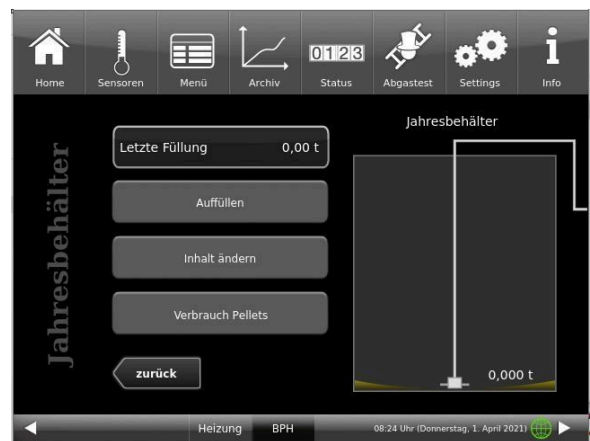 Home Sensoren Menü Archiv 0123 Status Abgastest Settings i Info
Jahresbehälter
Letzte Füllung 0,00 t
Auffüllen
Inhalt ändern
Verbrauch Pellets
zurück
Jahresbehälter
0,000 t
Heizung BPH 08:24 Uhr (Donnerstag, 1. April 2021)